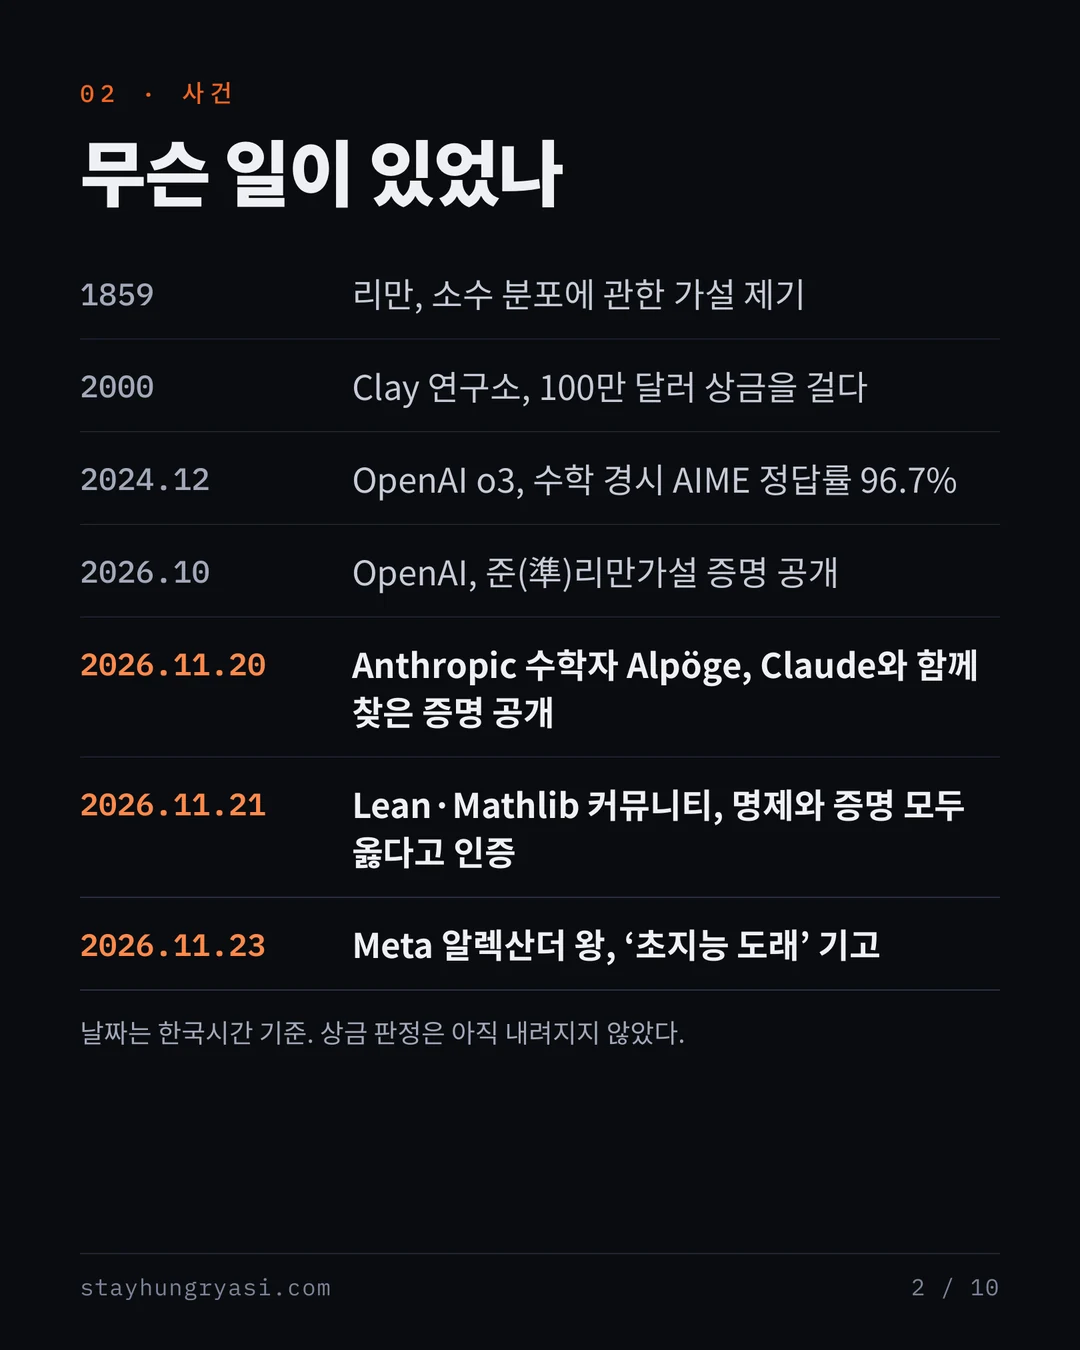 02 · 사건
무슨 일이 있었나
1859 리만, 소수 분포에 관한 가설 제기
2000 Clay 연구소, 100만 달러 상금을 걸다
2024.12 OpenAI o3, 수학 경시 AIME 정답률 96.7%
2026.10 OpenAI, 준(準)리만가설 증명 공개
2026.11.20 Anthropic 수학자 Alpöge, Claude와 함께
찾은 증명 공개
2026.11.21 Lean·Mathlib 커뮤니티, 명제와 증명 모두
옳다고 인증
2026.11.23 Meta 알렉산더 왕, ‘초지능 도래’ 기고
날짜는 한국시간 기준. 상금 판정은 아직 내려지지 않았다.
stayhungryasi.com 2 / 10